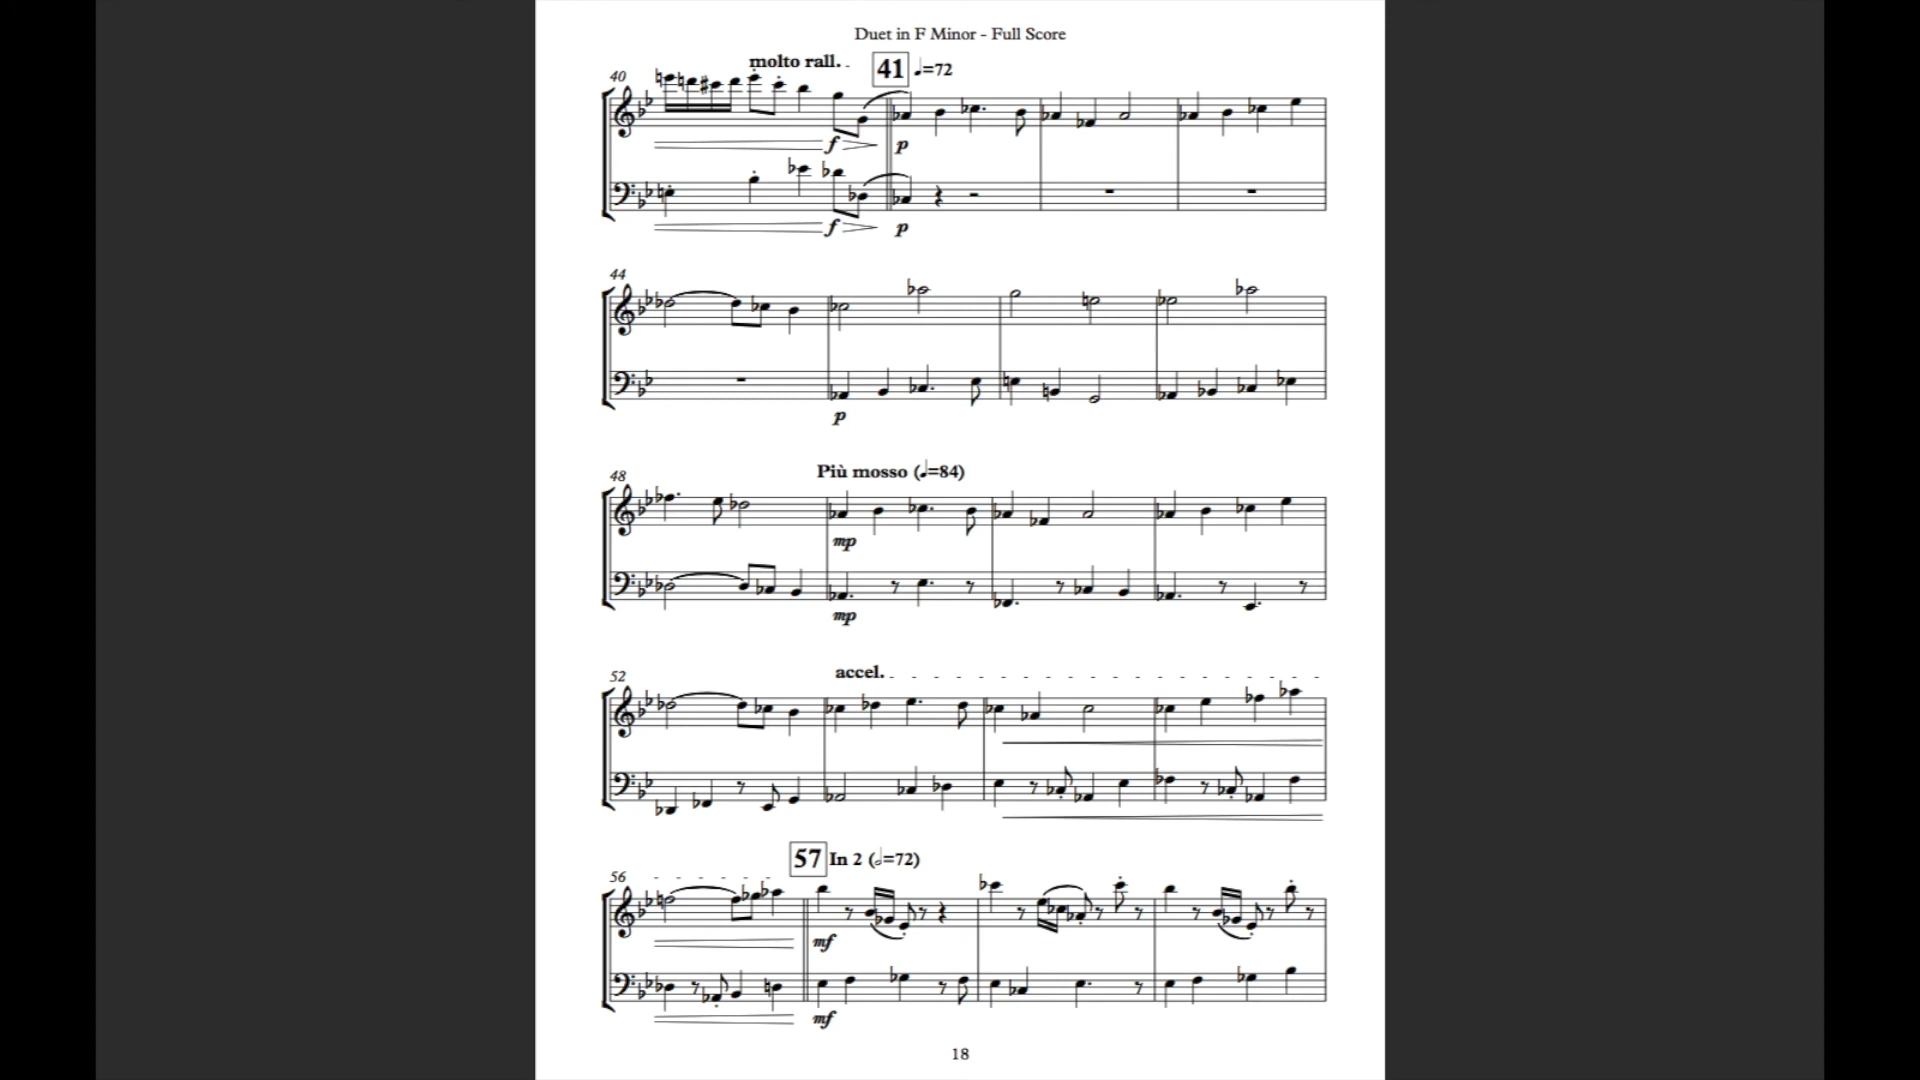 Duet in F Minor - Full Score
molto rall.
40
41 ♩=72
f p
f p
44
p
48
Più mosso (♩=84)
mp
mp
52
accel.
56
57 In 2 (𝅗𝅥=72)
mf
mf
18